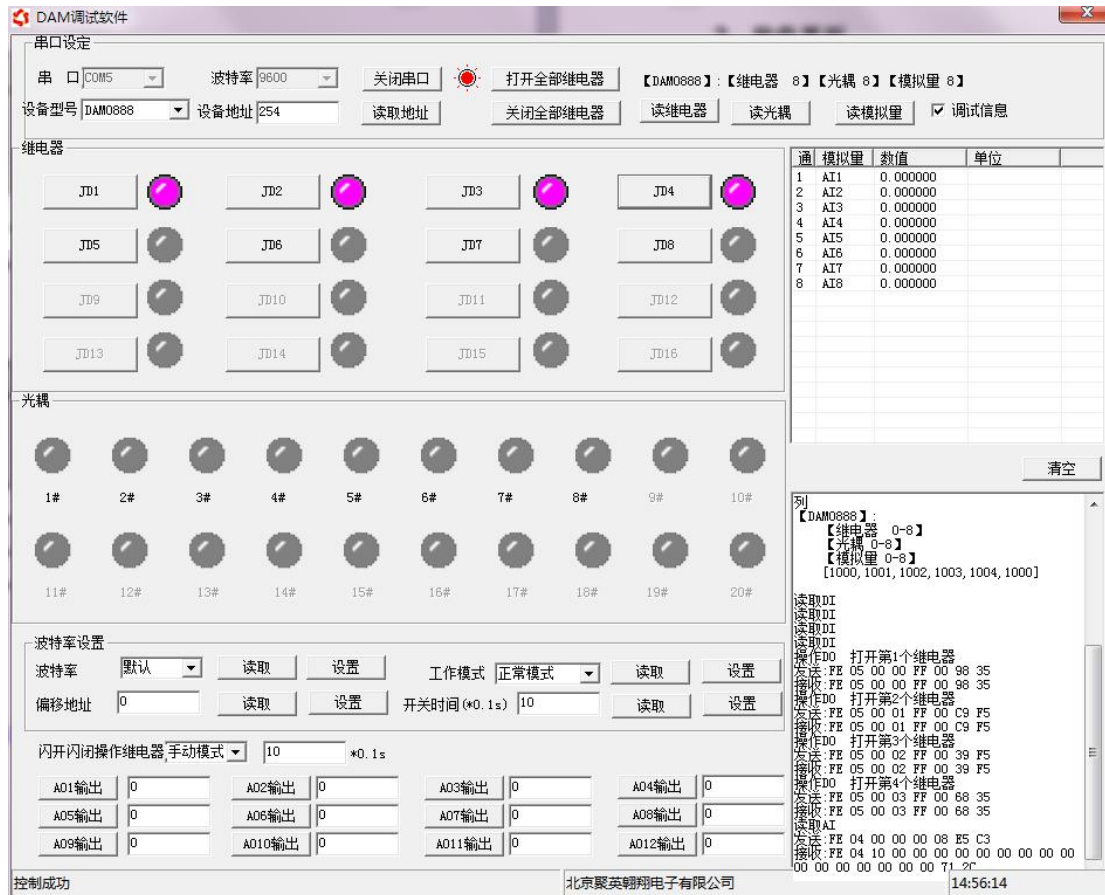 DAM调试软件
串口设定
串 口 COM5 波特率 9600 关闭串口 打开全部继电器 【DAM0888】:【继电器 8】【光耦 8】【模拟量 8】
设备型号 DAM0888 设备地址 254 读取地址 关闭全部继电器 读继电器 读光耦 读模拟量 调试信息
继电器
JD1 JD2 JD3 JD4
JD5 JD6 JD7 JD8
JD9 JD10 JD11 JD12
JD13 JD14 JD15 JD16
通 模拟量 数值 单位
1 AI1 0.000000
2 AI2 0.000000
3 AI3 0.000000
4 AI4 0.000000
5 AI5 0.000000
6 AI6 0.000000
7 AI7 0.000000
8 AI8 0.000000
光耦
1# 2# 3# 4# 5# 6# 7# 8# 9# 10#
11# 12# 13# 14# 15# 16# 17# 18# 19# 20#
清空
列
【DAM0888】:
【继电器 0-8】
【光耦 0-8】
【模拟量 0-8】
[1000,1001,1002,1003,1004,1000]
读取DI
读取DI
读取DI
读取DI
操作DO 打开第1个继电器
发送:FE 05 00 00 FF 00 98 35
接收:FE 05 00 00 FF 00 98 35
操作DO 打开第2个继电器
发送:FE 05 00 01 FF 00 C9 F5
接收:FE 05 00 01 FF 00 C9 F5
操作DO 打开第3个继电器
发送:FE 05 00 02 FF 00 39 F5
接收:FE 05 00 02 FF 00 39 F5
操作DO 打开第4个继电器
发送:FE 05 00 03 FF 00 68 35
接收:FE 05 00 03 FF 00 68 35
读取AI
发送:FE 04 00 00 00 08 E5 C3
接收:FE 04 10 00 00 00 00 00 00 00 00 00
00 00 00 00 00 00 00 71 2C
波特率设置
波特率 默认 读取 设置 工作模式 正常模式 读取 设置
偏移地址 0 读取 设置 开关时间(*0.1s) 10 读取 设置
闪开闪闭操作继电器 手动模式 10 *0.1s
AO1输出 0 AO2输出 0 AO3输出 0 AO4输出 0
AO5输出 0 AO6输出 0 AO7输出 0 AO8输出 0
AO9输出 0 AO10输出 0 AO11输出 0 AO12输出 0
控制成功 北京聚英翱翔电子有限公司 14:56:14